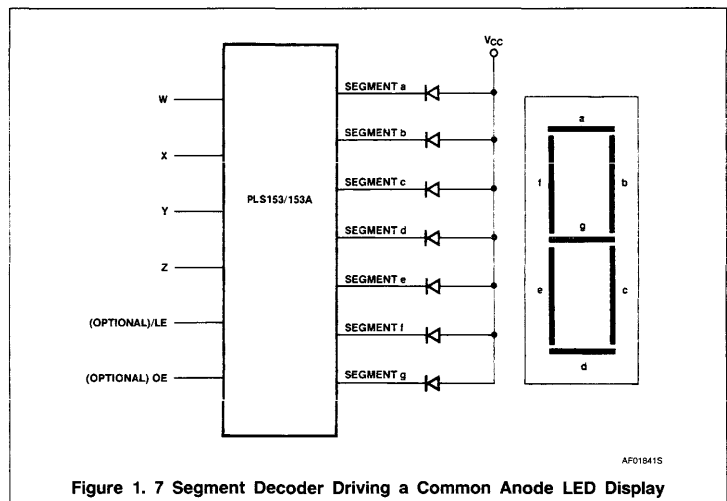 VCC
SEGMENT a
W
SEGMENT b
X
SEGMENT c
PLS153/153A
Y
SEGMENT d
Z
SEGMENT e
(OPTIONAL)/LE
SEGMENT f
(OPTIONAL) OE
SEGMENT g
a
f
b
g
e
c
d
AF01841S
Figure 1. 7 Segment Decoder Driving a Common Anode LED Display